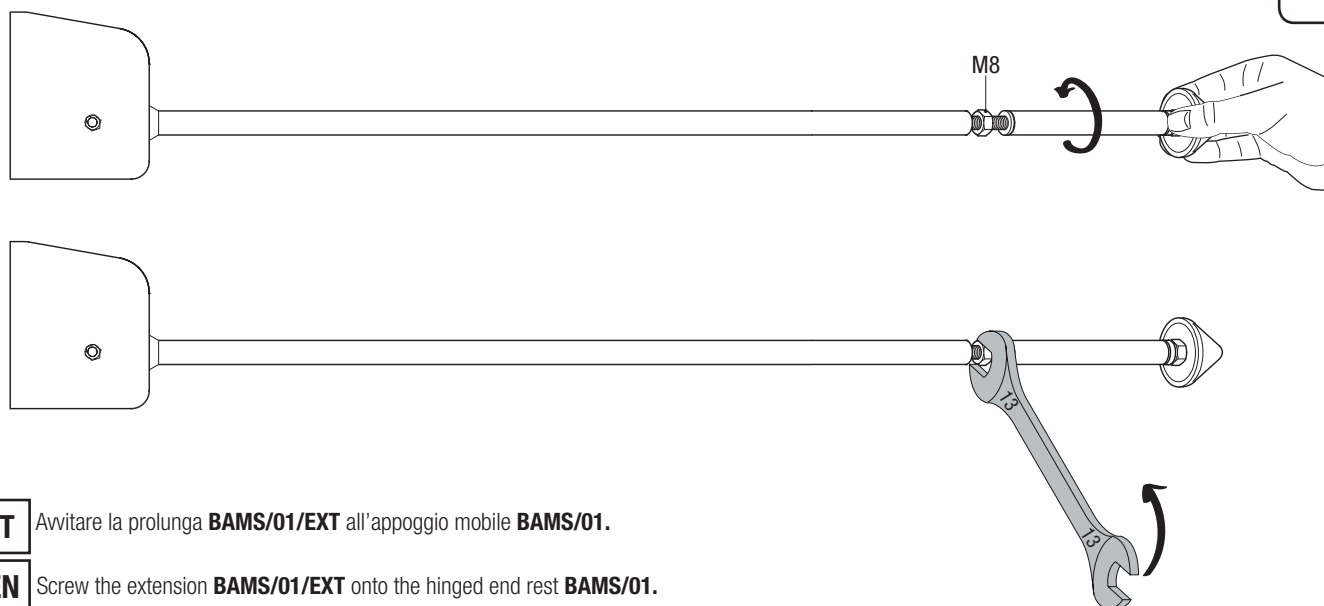 M8
13
13
T Avvitare la prolunga BAMS/01/EXT all'appoggio mobile BAMS/01.
EN Screw the extension BAMS/01/EXT onto the hinged end rest BAMS/01.